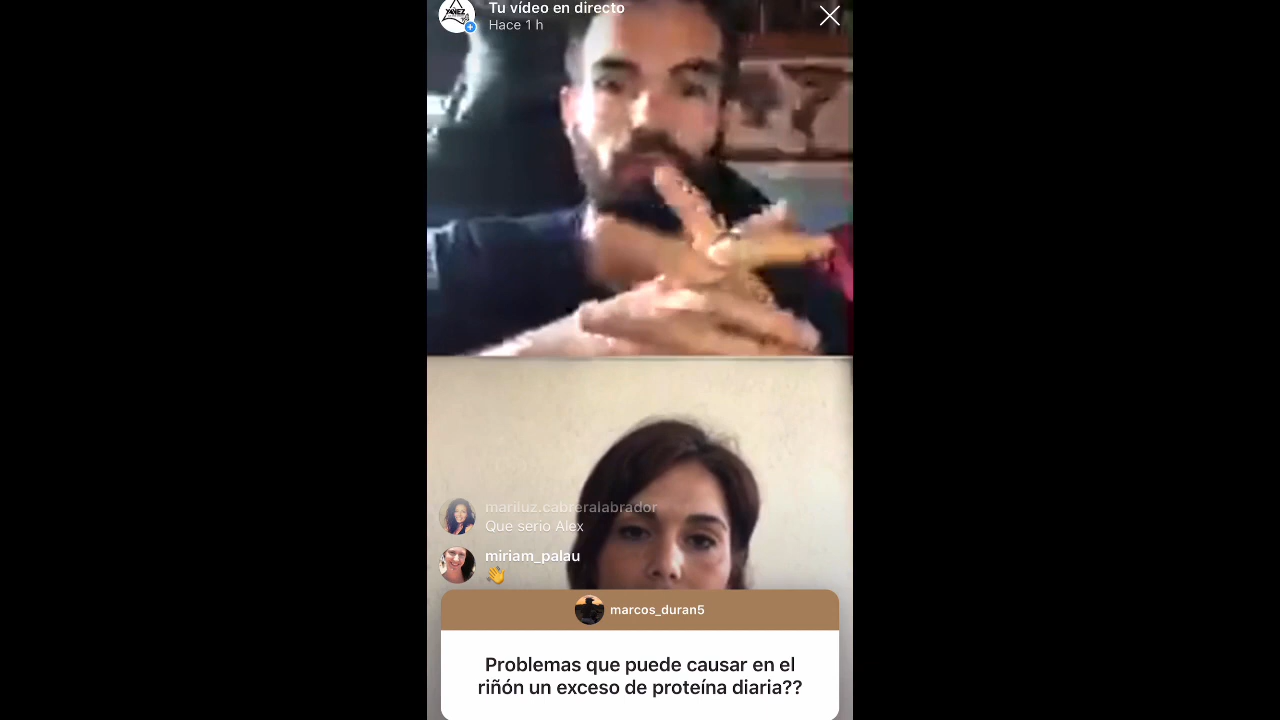 YAÑEZ
Tu vídeo en directo
Hace 1 h
mariluz.cabreralabrador
Que serio Alex
miriam_palau
👋
marcos_duran5
Problemas que puede causar en el
riñón un exceso de proteína diaria??